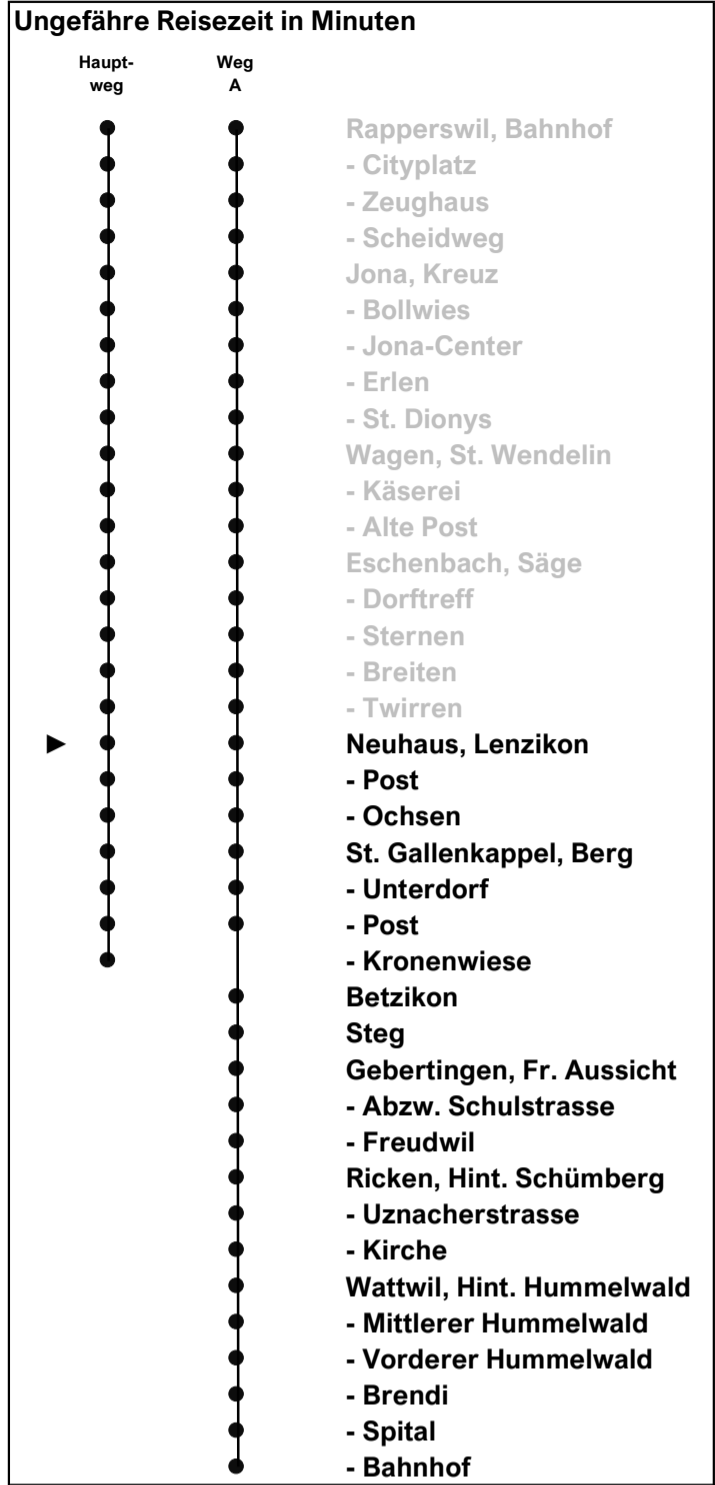 Ungefähre Reisezeit in Minuten
Haupt-
weg
Weg
A
Rapperswil, Bahnhof
- Cityplatz
- Zeughaus
- Scheidweg
Jona, Kreuz
- Bollwies
- Jona-Center
- Erlen
- St. Dionys
Wagen, St. Wendelin
- Käserei
- Alte Post
Eschenbach, Säge
- Dorftreff
- Sternen
- Breiten
- Twirren
Neuhaus, Lenzikon
- Post
- Ochsen
St. Gallenkappel, Berg
- Unterdorf
- Post
- Kronenwiese
Betzikon
Steg
Gebertingen, Fr. Aussicht
- Abzw. Schulstrasse
- Freudwil
Ricken, Hint. Schümberg
- Uznacherstrasse
- Kirche
Wattwil, Hint. Hummelwald
- Mittlerer Hummelwald
- Vorderer Hummelwald
- Brendi
- Spital
- Bahnhof